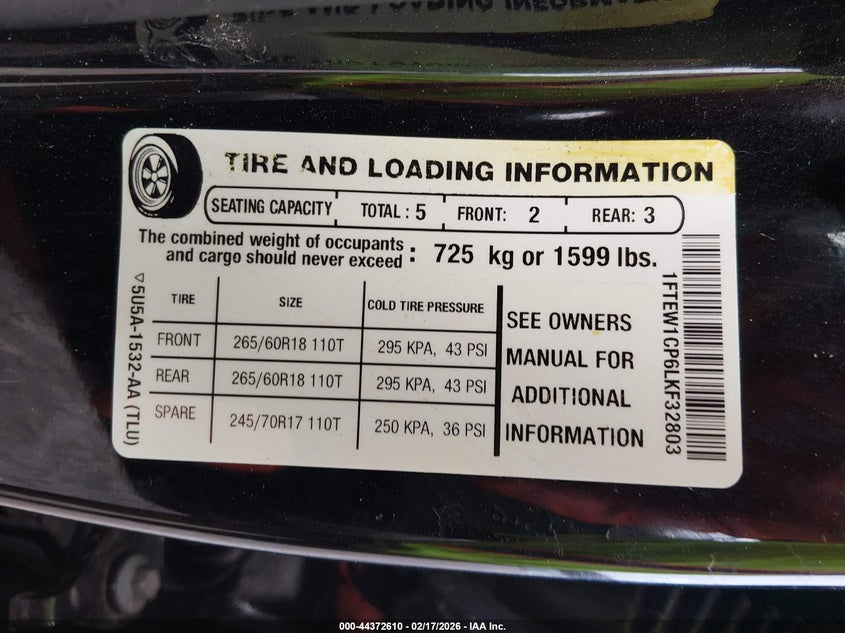 TIRE AND LOADING INFORMATION
SEATING CAPACITY TOTAL : 5 FRONT: 2 REAR: 3
The combined weight of occupants
and cargo should never exceed : 725 kg or 1599 lbs.
TIRE SIZE COLD TIRE PRESSURE
FRONT 265/60R18 110T 295 KPA, 43 PSI
REAR 265/60R18 110T 295 KPA, 43 PSI
SPARE 245/70R17 110T 250 KPA, 36 PSI
SEE OWNERS
MANUAL FOR
ADDITIONAL
INFORMATION
5U5A-1532-AA (TLU)
1FTEW1CP6LKF32803
000-44372610 - 02/17/2026 - IAA Inc.